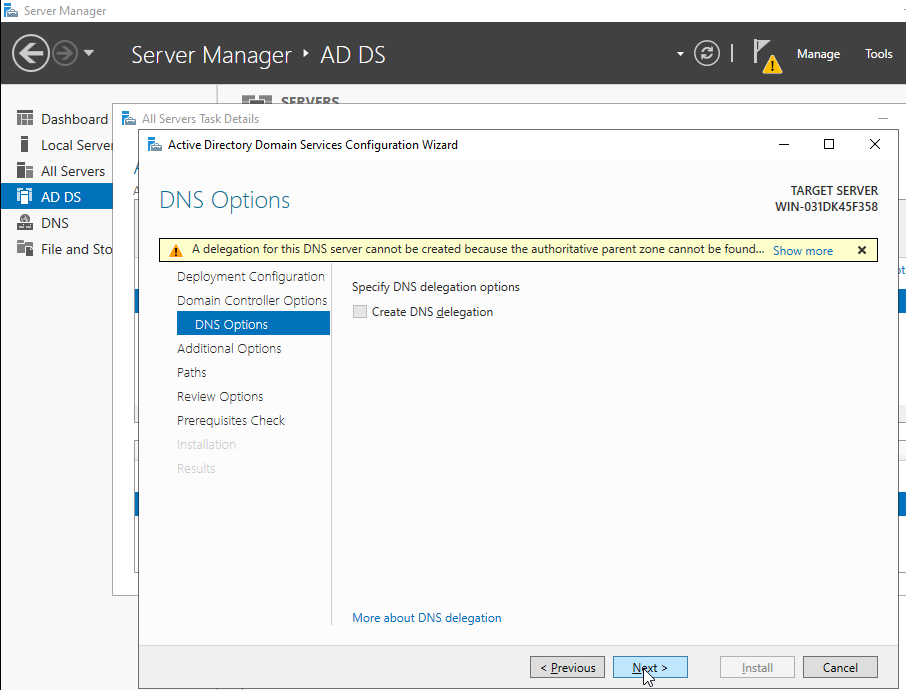 Server Manager
Server Manager ‣ AD DS
Manage
Tools
SERVERS
Dashboard
Local Server
All Servers
AD DS
DNS
File and Sto
All Servers Task Details
Active Directory Domain Services Configuration Wizard
DNS Options
TARGET SERVER
WIN-031DK45F358
A delegation for this DNS server cannot be created because the authoritative parent zone cannot be found... Show more
Deployment Configuration
Domain Controller Options
DNS Options
Additional Options
Paths
Review Options
Prerequisites Check
Installation
Results
Specify DNS delegation options
Create DNS delegation
More about DNS delegation
< Previous
Next >
Install
Cancel